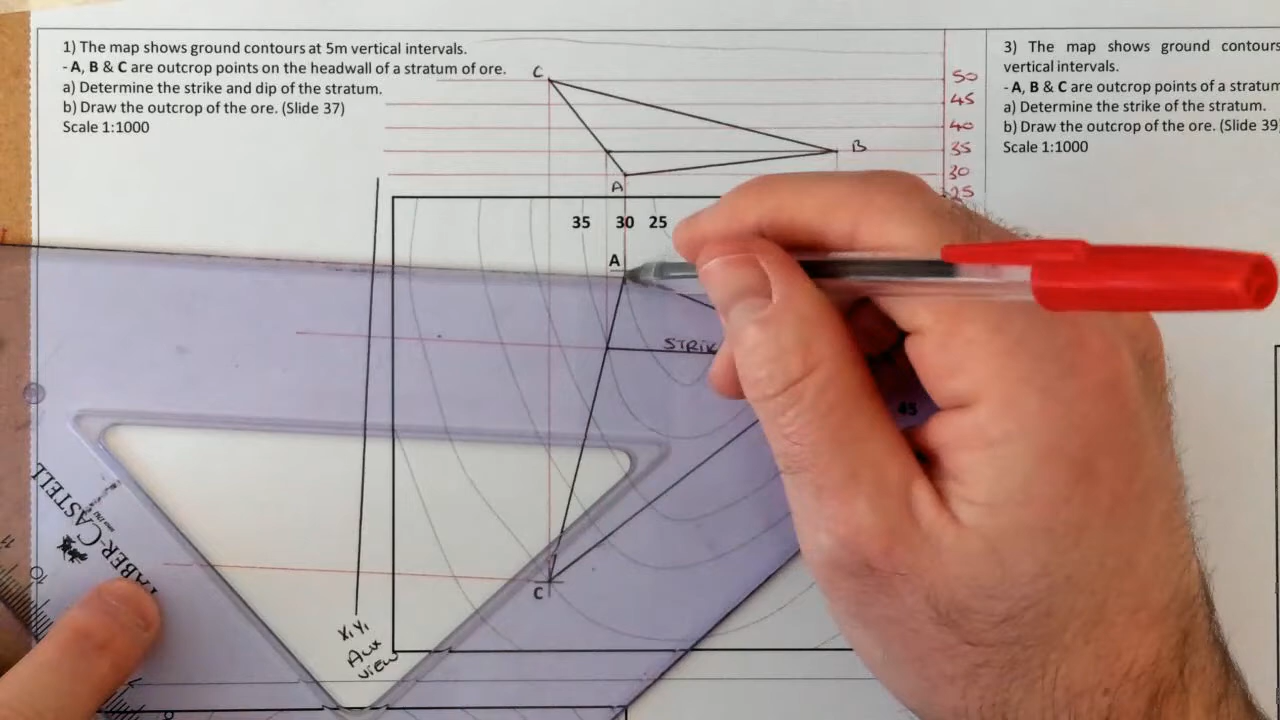 1) The map shows ground contours at 5m vertical intervals.
- A, B & C are outcrop points on the headwall of a stratum of ore.
a) Determine the strike and dip of the stratum.
b) Draw the outcrop of the ore. (Slide 37)
Scale 1:1000
C
50
45
40
35
30
25
B
A
3) The map shows ground contours
vertical intervals.
- A, B & C are outcrop points of a stratum
a) Determine the strike of the stratum.
b) Draw the outcrop of the ore. (Slide 39
Scale 1:1000
35 30 25
A
STRIK
45
C
X₁Y₁
AUX
VIEW
FABER-CASTELL
11
10